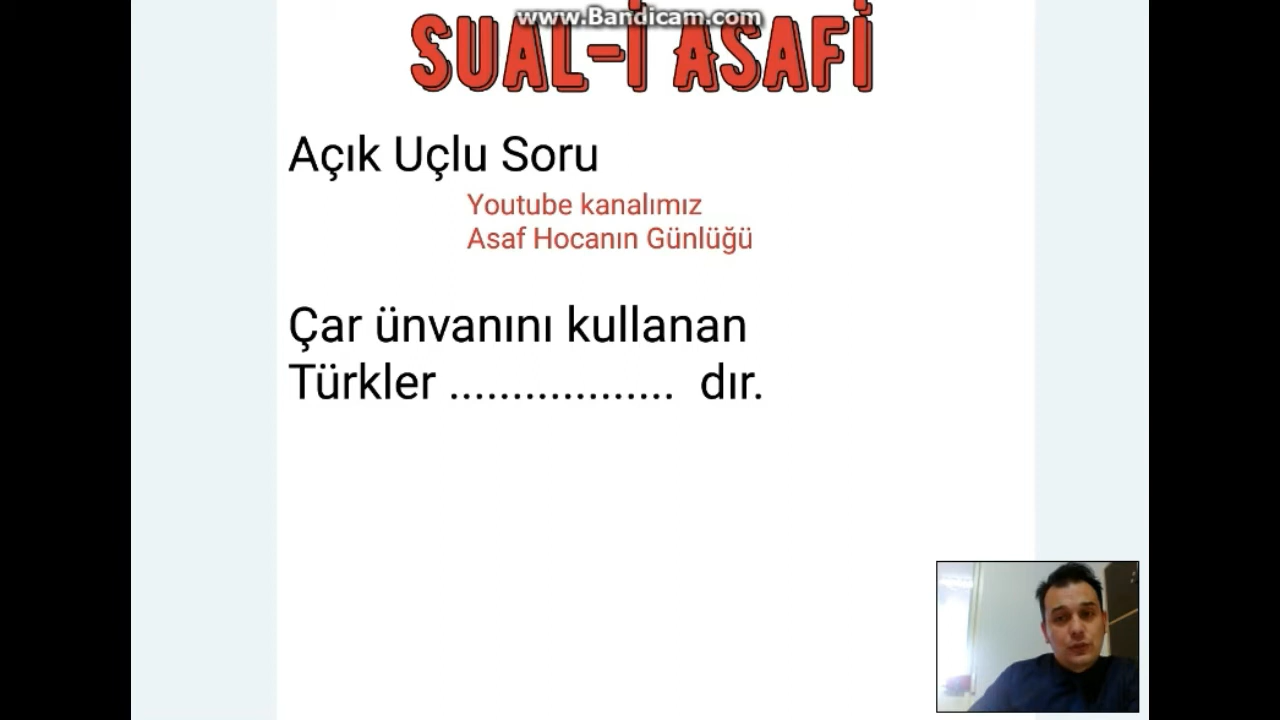 www.Bandicam.com
SUAL-İ ASAFİ
Açık Uçlu Soru
Youtube kanalımız
Asaf Hocanın Günlüğü
Çar ünvanını kullanan
Türkler .................. dır.